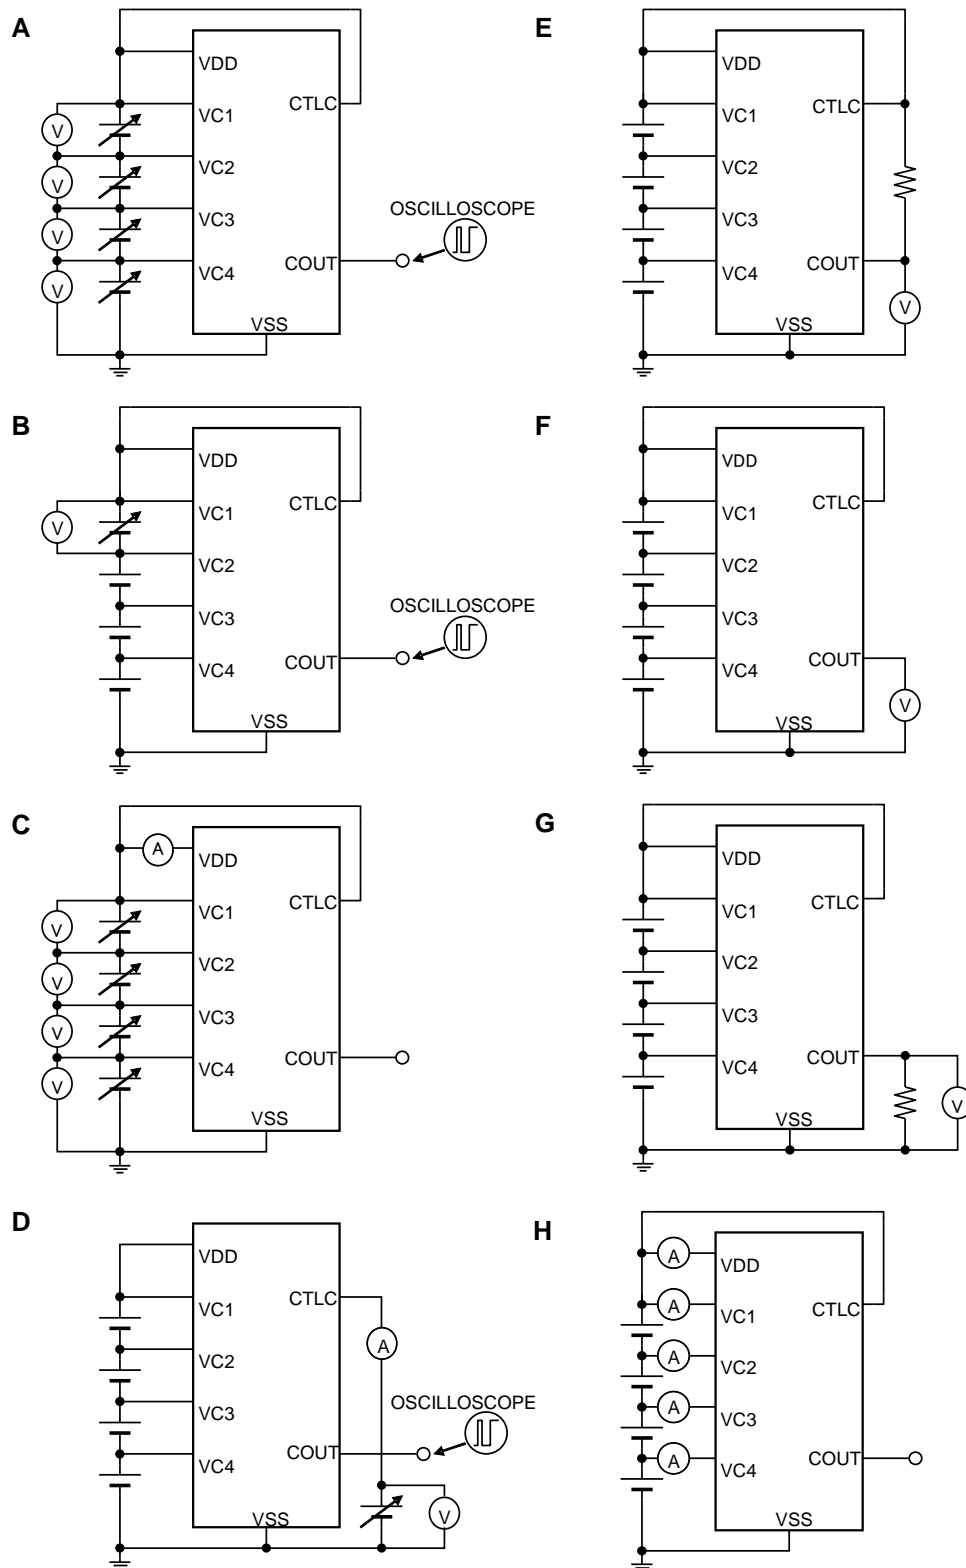 A
VDD
VC1
CTLC
V
VC2
V
VC3
V
OSCILLOSCOPE
VC4
COUT
V
VSS
B
VDD
VC1
CTLC
V
VC2
VC3
OSCILLOSCOPE
VC4
COUT
VSS
C
A
VDD
VC1
CTLC
V
VC2
V
VC3
V
VC4
COUT
V
VSS
D
VDD
VC1
CTLC
A
VC2
VC3
OSCILLOSCOPE
VC4
COUT
VSS
V
E
VDD
VC1
CTLC
VC2
VC3
VC4
COUT
V
VSS
F
VDD
VC1
CTLC
VC2
VC3
VC4
COUT
V
VSS
G
VDD
VC1
CTLC
VC2
VC3
VC4
COUT
V
VSS
H
A
VDD
A
VC1
CTLC
A
VC2
A
VC3
A
VC4
COUT
VSS